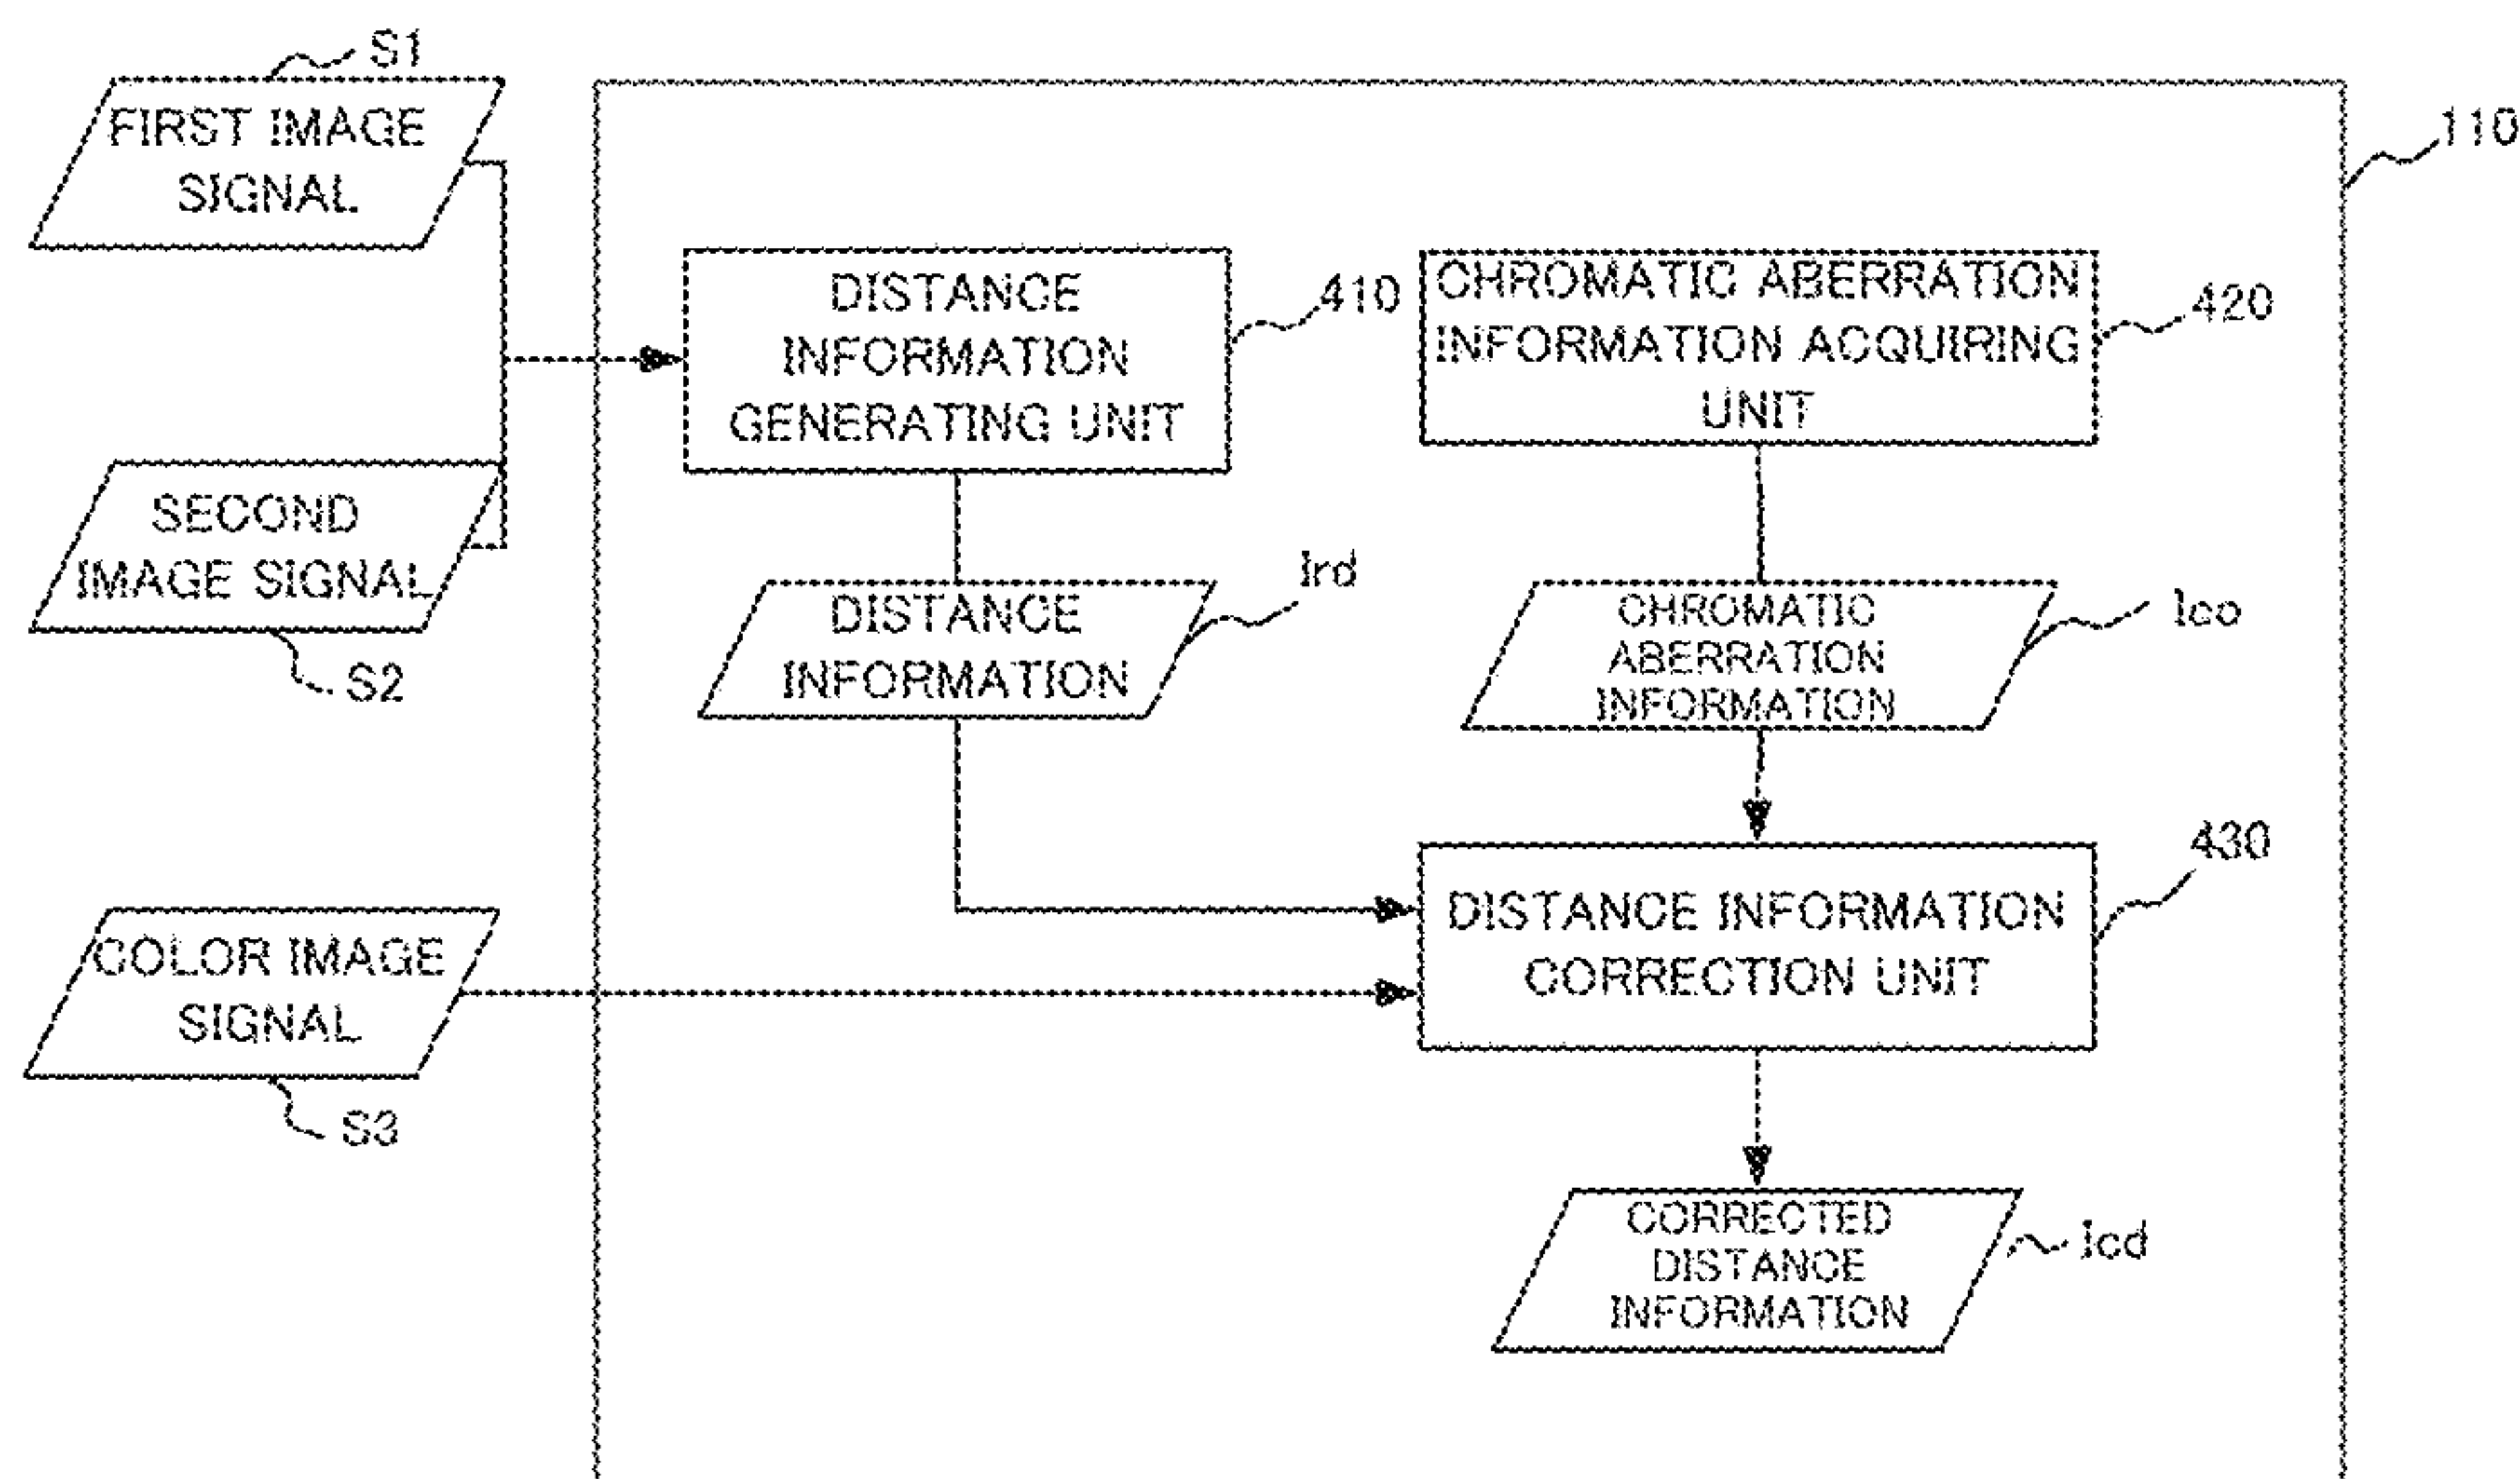 S1
FIRST IMAGE
SIGNAL
110
DISTANCE
INFORMATION
GENERATING UNIT
410
CHROMATIC ABERRATION
INFORMATION ACQUIRING
UNIT
420
SECOND
IMAGE SIGNAL
S2
DISTANCE
INFORMATION
Ird
CHROMATIC
ABERRATION
INFORMATION
Ico
COLOR IMAGE
SIGNAL
S3
DISTANCE INFORMATION
CORRECTION UNIT
430
CORRECTED
DISTANCE
INFORMATION
Icd